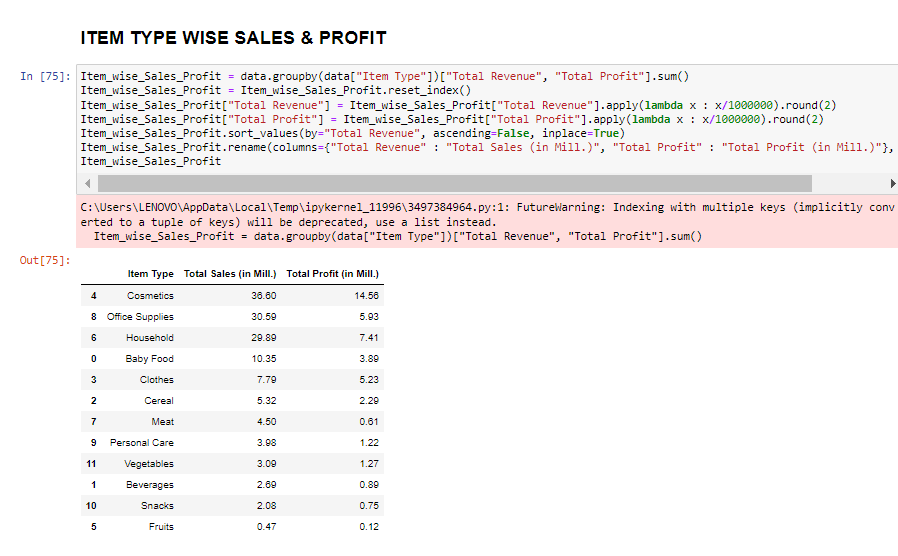 ITEM TYPE WISE SALES & PROFIT
In [75]: Item_wise_Sales_Profit = data.groupby(data["Item Type"])["Total Revenue", "Total Profit"].sum()
Item_wise_Sales_Profit = Item_wise_Sales_Profit.reset_index()
Item_wise_Sales_Profit["Total Revenue"] = Item_wise_Sales_Profit["Total Revenue"].apply(lambda x : x/1000000).round(2)
Item_wise_Sales_Profit["Total Profit"] = Item_wise_Sales_Profit["Total Profit"].apply(lambda x : x/1000000).round(2)
Item_wise_Sales_Profit.sort_values(by="Total Revenue", ascending=False, inplace=True)
Item_wise_Sales_Profit.rename(columns={"Total Revenue" : "Total Sales (in Mill.)", "Total Profit" : "Total Profit (in Mill.)"},
Item_wise_Sales_Profit
C:\Users\LENOVO\AppData\Local\Temp\ipykernel_11996\3497384964.py:1: FutureWarning: Indexing with multiple keys (implicitly conv
erted to a tuple of keys) will be deprecated, use a list instead.
Item_wise_Sales_Profit = data.groupby(data["Item Type"])["Total Revenue", "Total Profit"].sum()
Out[75]:
Item Type Total Sales (in Mill.) Total Profit (in Mill.)
4 Cosmetics 36.60 14.56
8 Office Supplies 30.59 5.93
6 Household 29.89 7.41
0 Baby Food 10.35 3.89
3 Clothes 7.79 5.23
2 Cereal 5.32 2.29
7 Meat 4.50 0.61
9 Personal Care 3.98 1.22
11 Vegetables 3.09 1.27
1 Beverages 2.69 0.89
10 Snacks 2.08 0.75
5 Fruits 0.47 0.12